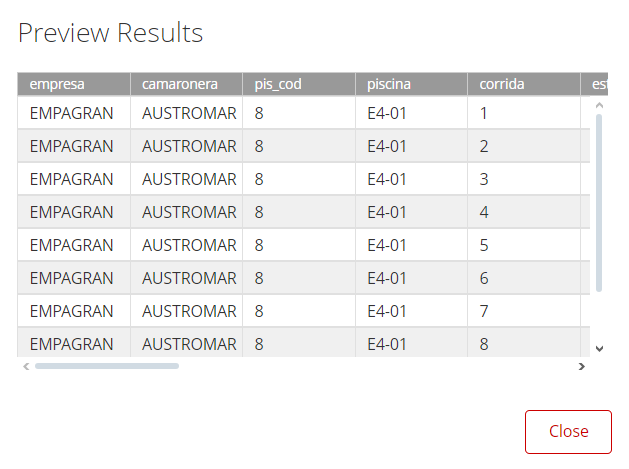 Preview Results
empresa camaronera pis_cod piscina corrida est
EMPAGRAN AUSTROMAR 8 E4-01 1
EMPAGRAN AUSTROMAR 8 E4-01 2
EMPAGRAN AUSTROMAR 8 E4-01 3
EMPAGRAN AUSTROMAR 8 E4-01 4
EMPAGRAN AUSTROMAR 8 E4-01 5
EMPAGRAN AUSTROMAR 8 E4-01 6
EMPAGRAN AUSTROMAR 8 E4-01 7
EMPAGRAN AUSTROMAR 8 E4-01 8
Close